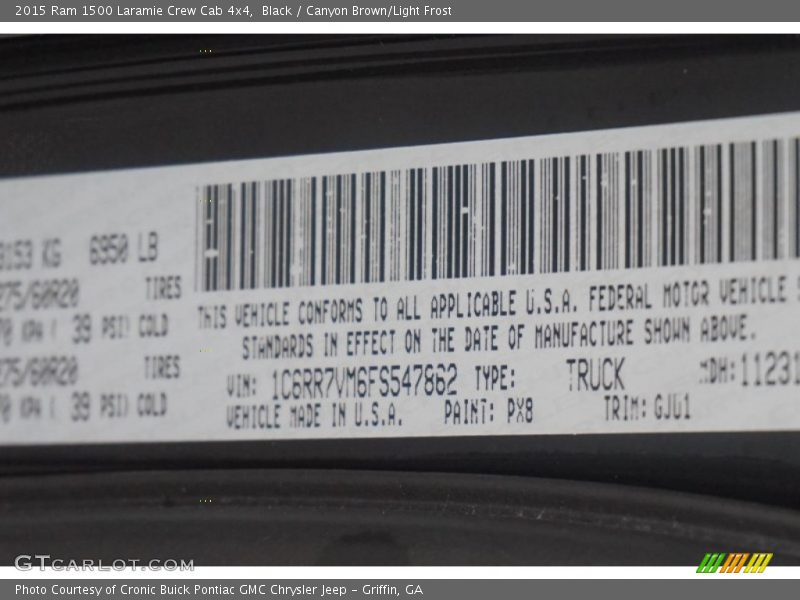 2015 Ram 1500 Laramie Crew Cab 4x4, Black / Canyon Brown/Light Frost
3153 KG 6950 LB
275/60R20 TIRES
KPA ( 39 PSI) COLD
275/60R20 TIRES
KPA ( 39 PSI) COLD
THIS VEHICLE CONFORMS TO ALL APPLICABLE U.S.A. FEDERAL MOTOR VEHICLE
STANDARDS IN EFFECT ON THE DATE OF MANUFACTURE SHOWN ABOVE.
VIN: 1C6RR7VM6FS547862 TYPE: TRUCK MDH: 11231
VEHICLE MADE IN U.S.A. PAINT: PX8 TRIM: GJU1
GTCARLOT.COM
Photo Courtesy of Cronic Buick Pontiac GMC Chrysler Jeep - Griffin, GA